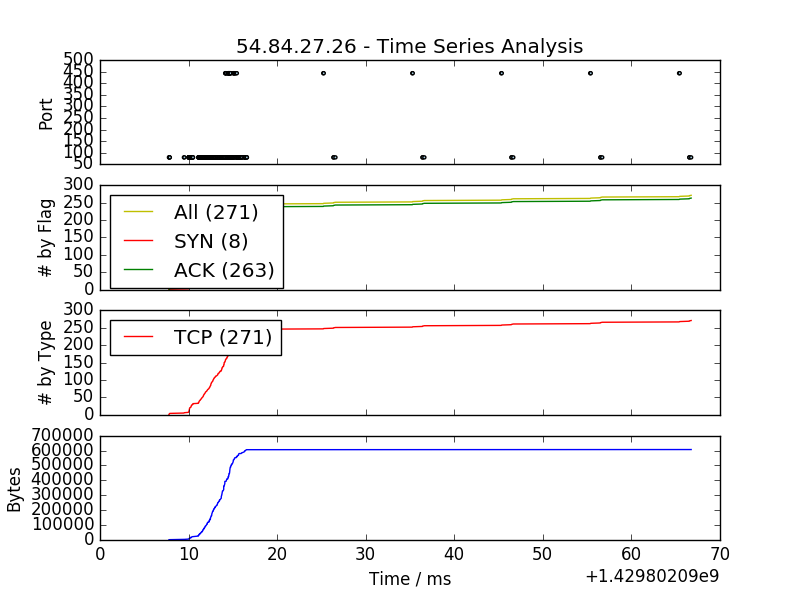 54.84.27.26 - Time Series Analysis
500
450
400
350
300
250
200
150
100
50
Port
300
250
200
150
100
50
0
# by Flag
All (271)
SYN (8)
ACK (263)
300
250
200
150
100
50
0
# by Type
TCP (271)
700000
600000
500000
400000
300000
200000
100000
0
Bytes
0 10 20 30 40 50 60 70
Time / ms
+1.42980209e9